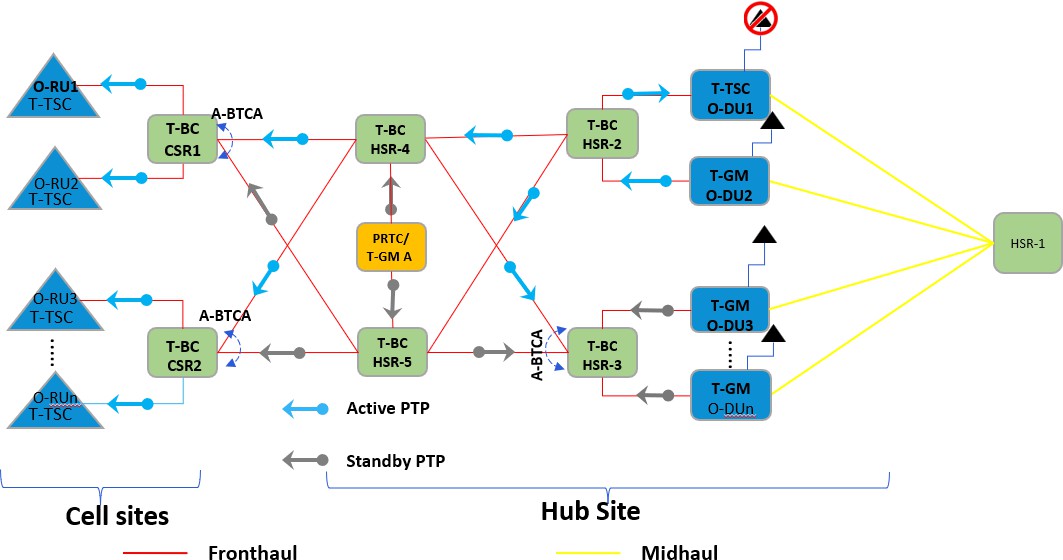 O-RU1
T-TSC
A-BTCA
T-BC
CSR1
T-BC
HSR-4
T-BC
HSR-2
T-TSC
O-DU1
O-RU2
T-TSC
T-GM
O-DU2
PRTC/
T-GM A
HSR-1
O-RU3
T-TSC
A-BTCA
T-BC
CSR2
T-BC
HSR-5
A-BTCA
T-BC
HSR-3
T-GM
O-DU3
O-RUn
T-TSC
T-GM
O-DUn
Active PTP
Standby PTP
Cell sites
Hub Site
Fronthaul
Midhaul